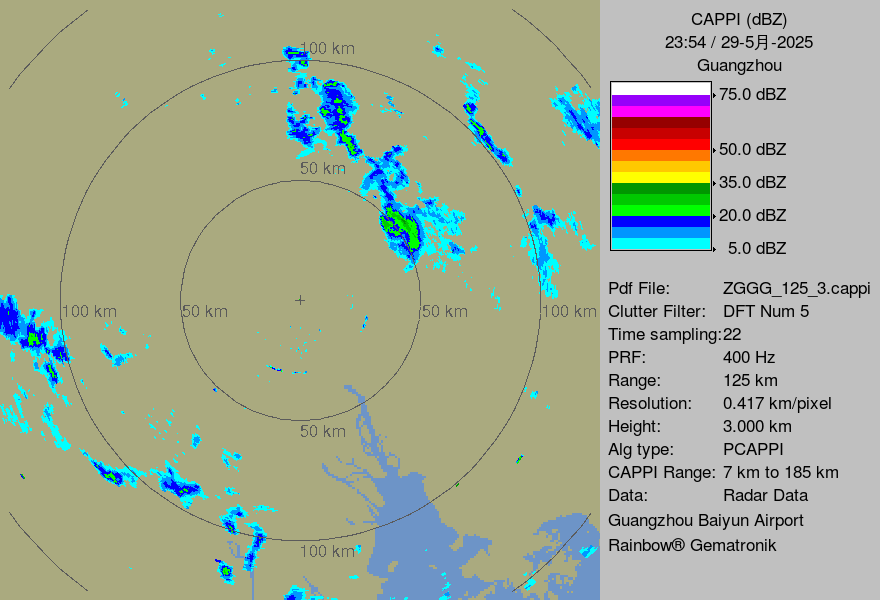 CAPPI (dBZ)
23:54 / 29-5月-2025
Guangzhou
75.0 dBZ
50.0 dBZ
35.0 dBZ
20.0 dBZ
5.0 dBZ
Pdf File: ZGGG_125_3.cappi
Clutter Filter: DFT Num 5
Time sampling:22
PRF: 400 Hz
Range: 125 km
Resolution: 0.417 km/pixel
Height: 3.000 km
Alg type: PCAPPI
CAPPI Range: 7 km to 185 km
Data: Radar Data
Guangzhou Baiyun Airport
Rainbow® Gematronik
100 km
50 km
100 km
50 km
50 km
100 km
50 km
100 km